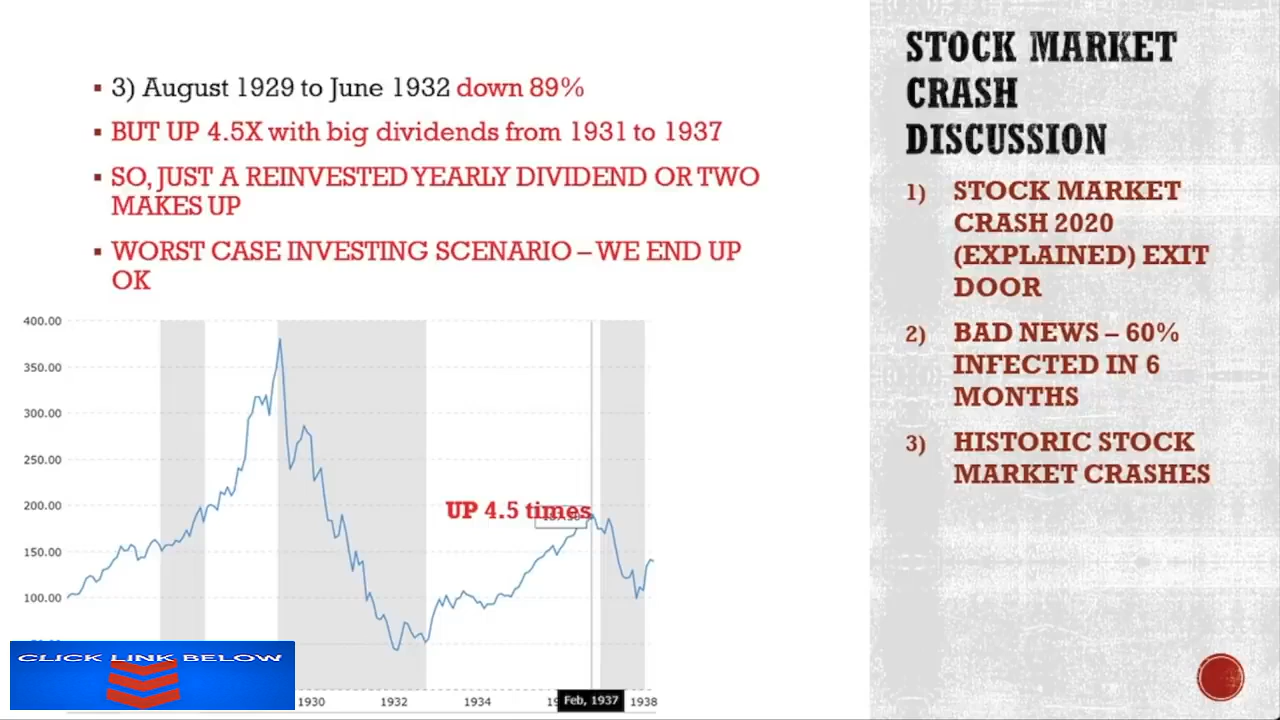 3) August 1929 to June 1932 down 89%
BUT UP 4.5X with big dividends from 1931 to 1937
SO, JUST A REINVESTED YEARLY DIVIDEND OR TWO
MAKES UP
WORST CASE INVESTING SCENARIO – WE END UP
OK
400.00
350.00
300.00
250.00
200.00
150.00
100.00
UP 4.5 times
1930
1932
1934
Feb, 1937
1938
CLICK LINK BELOW
STOCK MARKET
CRASH
DISCUSSION
1) STOCK MARKET
CRASH 2020
(EXPLAINED) EXIT
DOOR
2) BAD NEWS – 60%
INFECTED IN 6
MONTHS
3) HISTORIC STOCK
MARKET CRASHES